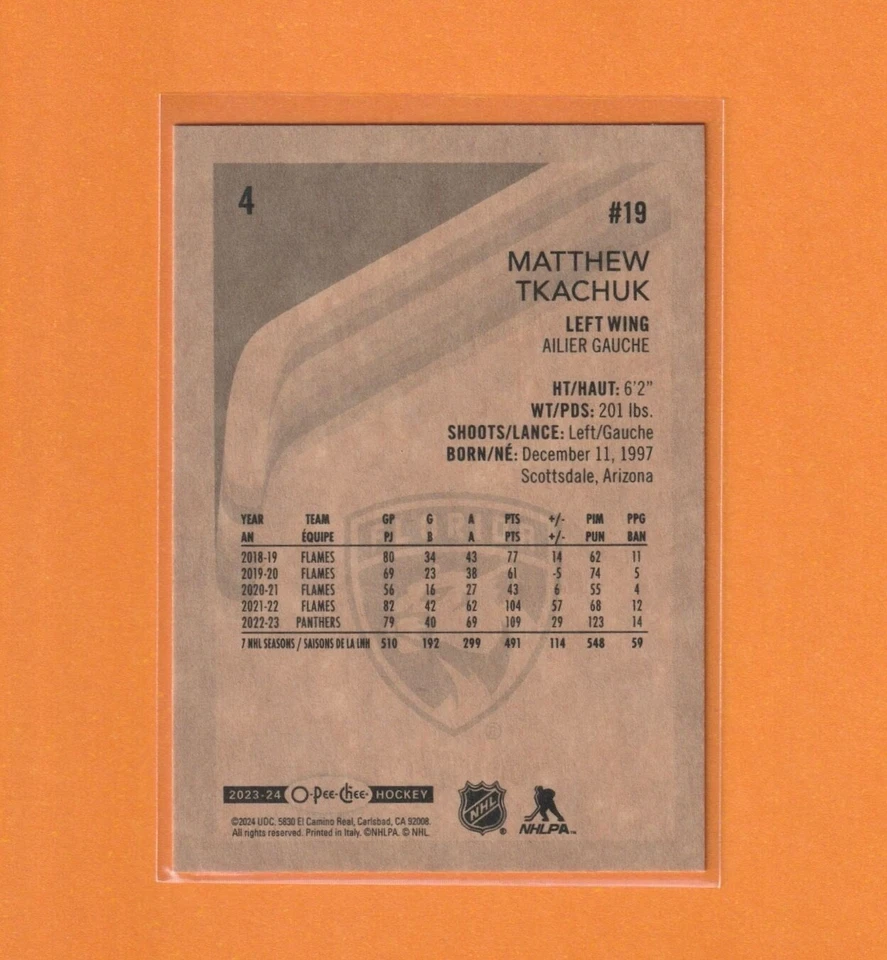 4
#19
MATTHEW
TKACHUK
LEFT WING
AILIER GAUCHE
HT/HAUT: 6'2"
WT/PDS: 201 lbs.
SHOOTS/LANCE: Left/Gauche
BORN/NÉ: December 11, 1997
Scottsdale, Arizona
FLORIDA
YEAR TEAM GP G A PTS +/- PIM PPG
AN ÉQUIPE PJ B A PTS +/- PUN BAN
2018-19 FLAMES 80 34 43 77 14 62 11
2019-20 FLAMES 69 23 38 61 -5 74 5
2020-21 FLAMES 56 16 27 43 6 55 4
2021-22 FLAMES 82 42 62 104 57 68 12
2022-23 PANTHERS 79 40 69 109 29 123 14
7 NHL SEASONS / SAISONS DE LA LNH 510 192 299 491 114 548 59
®
2023-24 O-Pee-Chee HOCKEY
©2024 UDC. 5830 El Camino Real, Carlsbad, CA 92008.
All rights reserved. Printed in Italy. ©NHLPA. © NHL.
NHL ®
NHLPA™